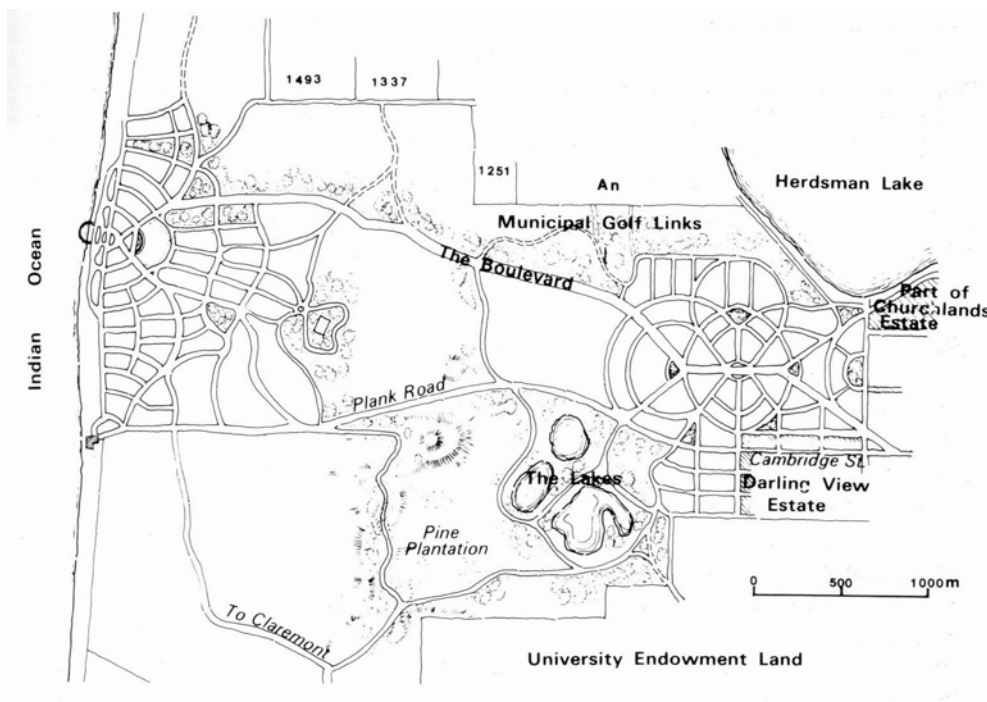 1493
1337
1251
An
Herdsman Lake
Municipal Golf Links
The Boulevard
Indian Ocean
Part of
Churchlands
Estate
Plank Road
The Lakes
Cambridge St.
Darling View
Estate
Pine
Plantation
0 500 1000m
To Claremont
University Endowment Land